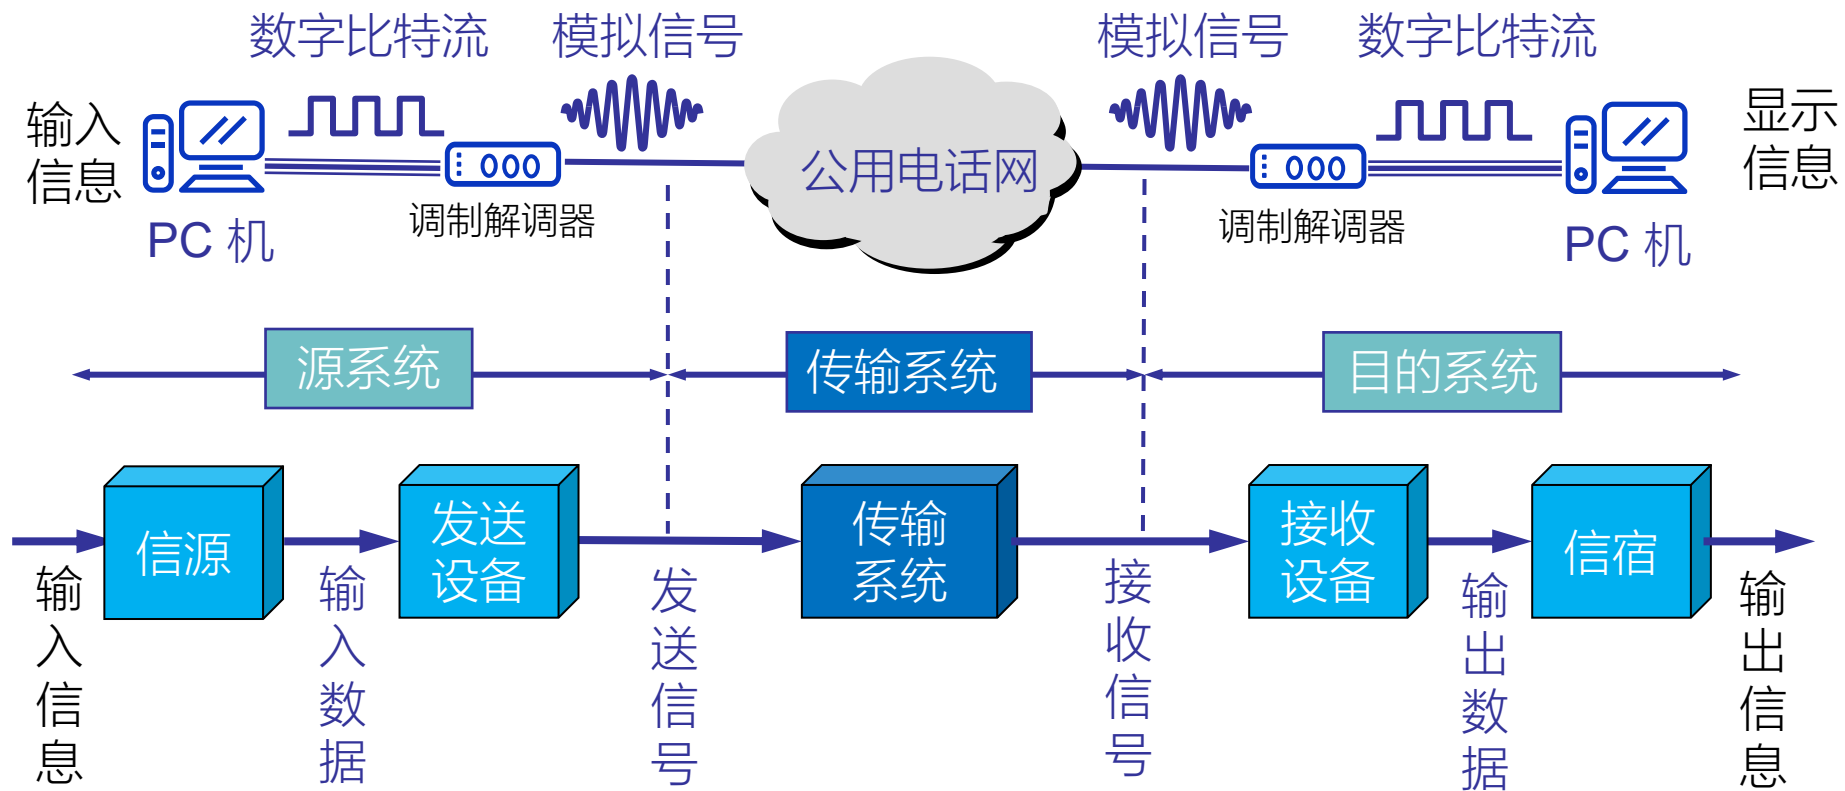 数字比特流
模拟信号
模拟信号
数字比特流
输入
信息
显示
信息
公用电话网
调制解调器
调制解调器
PC 机
PC 机
源系统
传输系统
目的系统
信源
发送
设备
传输
系统
接收
设备
信宿
输入信息
输入数据
发送信号
接收信号
输出数据
输出信息